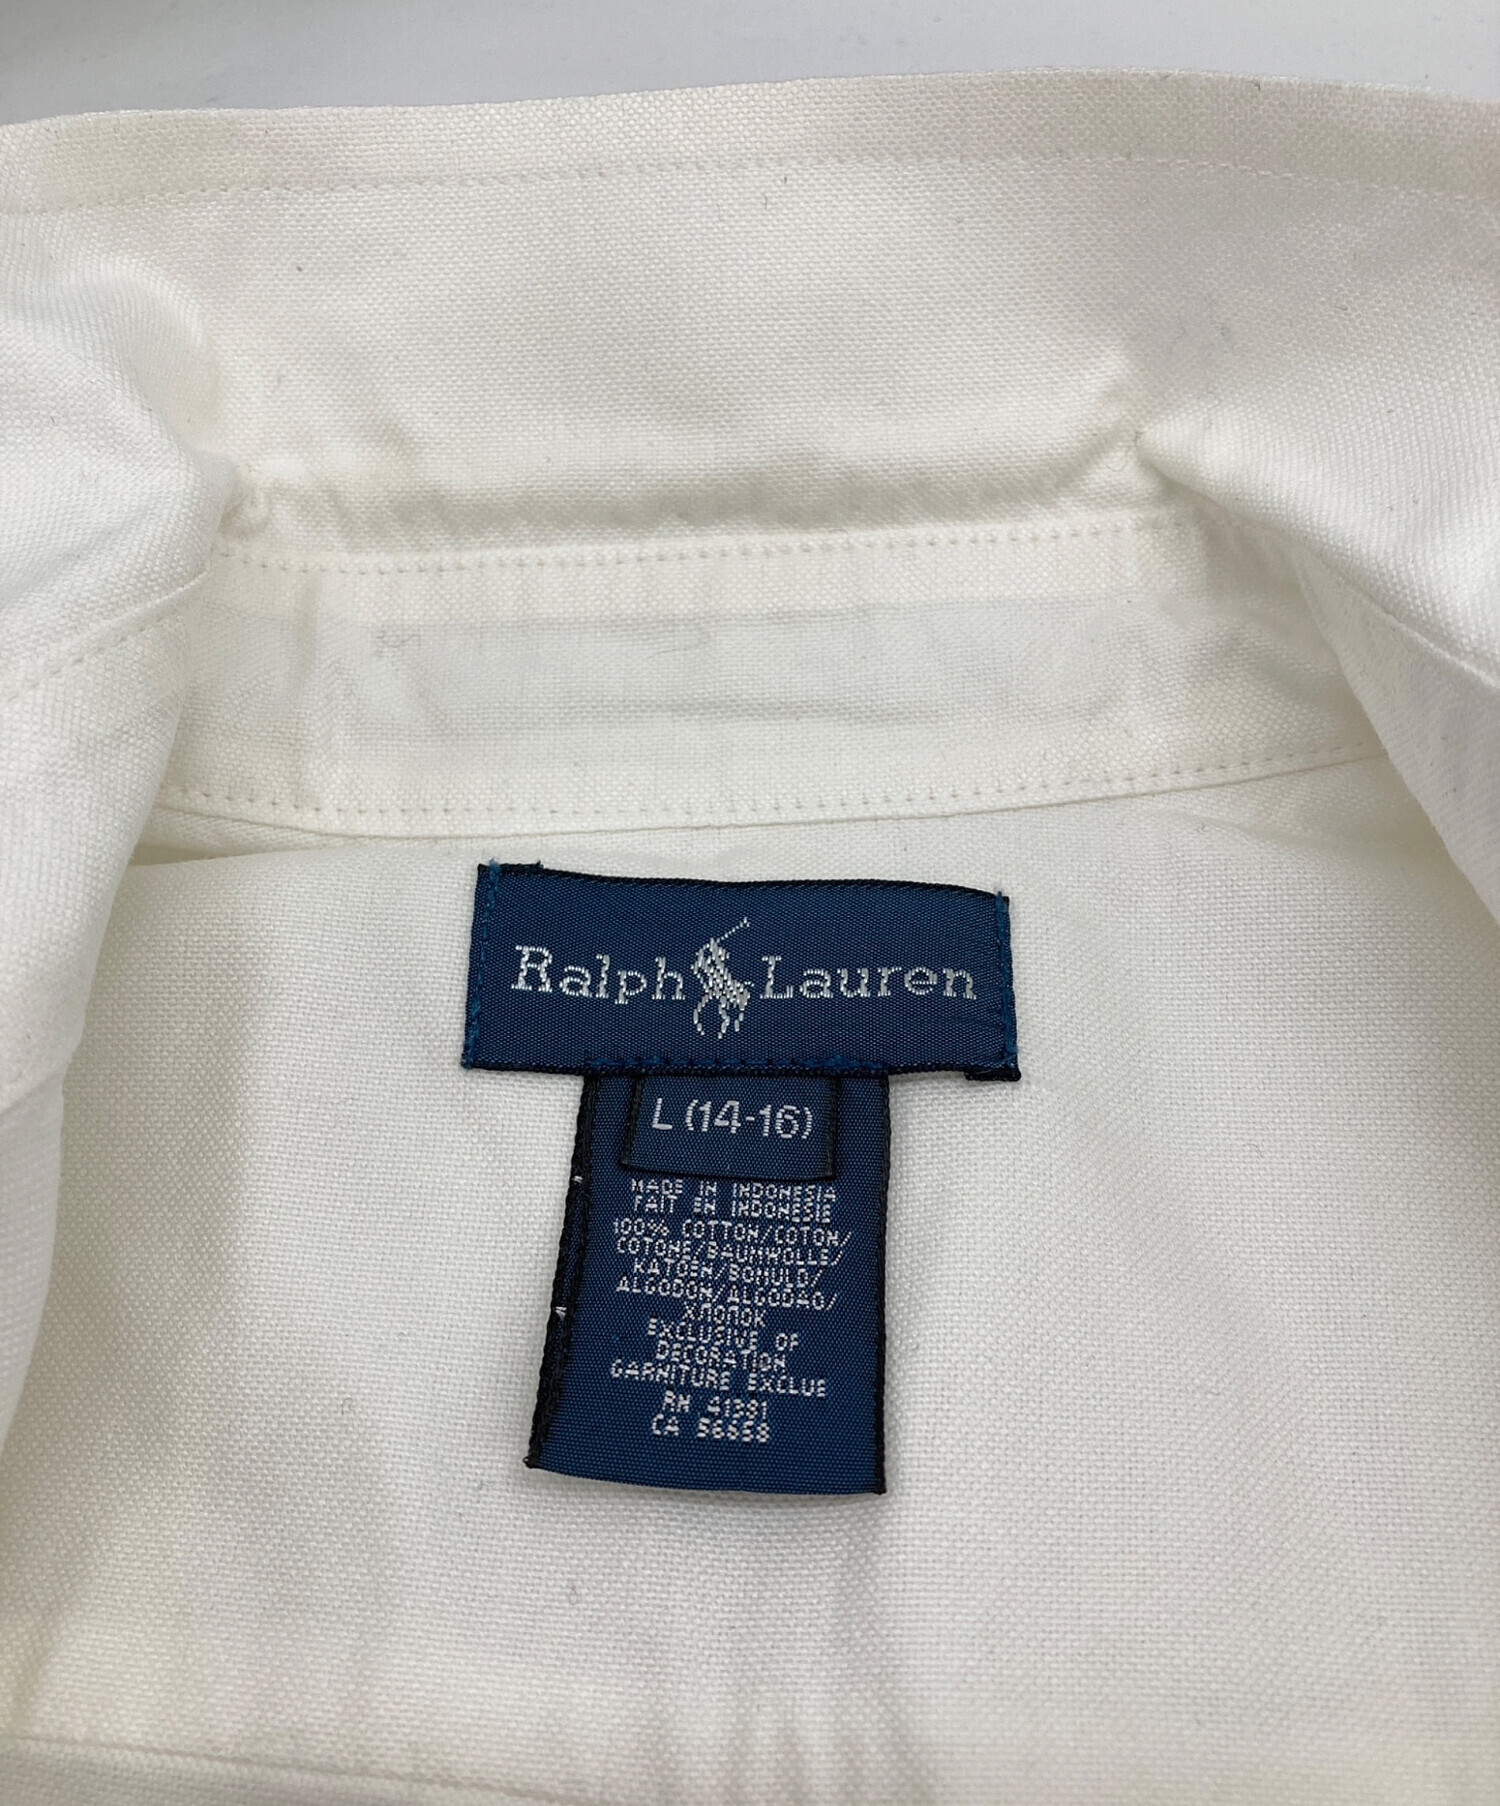 Ralph Lauren
L (14-16)
MADE IN INDONESIA
FAIT EN INDONESIE
100% COTTON/COTON/
COTONE/BAUMWOLLE/
KATOEN/BOMULD/
ALGODON/ALGODAO/
ХЛОПОК
EXCLUSIVE OF
DECORATION
GARNITURE EXCLUE
RN 41381
CA 56658